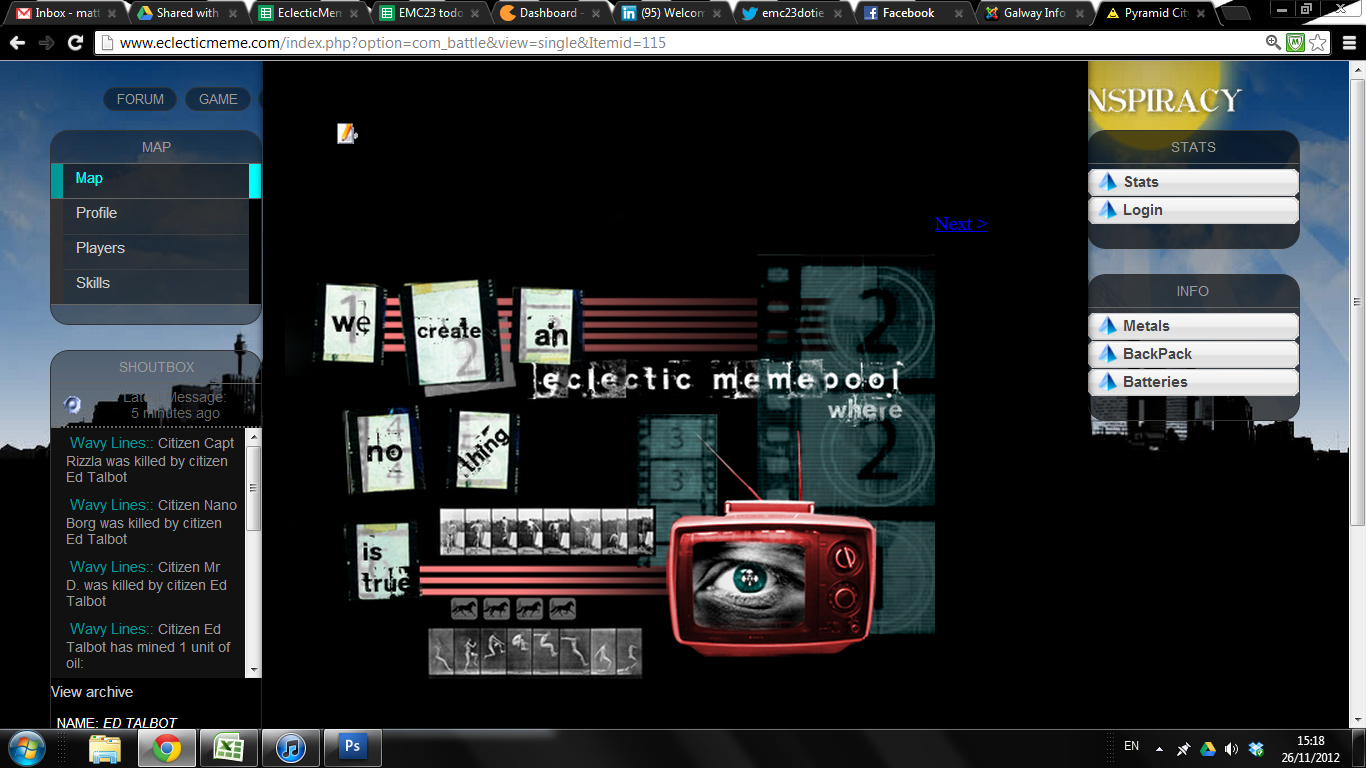 Inbox - matt
Shared with
EclecticMem
EMC23 todo
Dashboard -
(95) Welcom
emc23dotie
Facebook
Galway Info
Pyramid City
www.eclecticmeme.com/index.php?option=com_battle&view=single&Itemid=115
FORUM
GAME
MAP
Map
Profile
Players
Skills
SHOUTBOX
Latest Message:
5 minutes ago
Wavy Lines:: Citizen Capt
Rizzla was killed by citizen
Ed Talbot
Wavy Lines:: Citizen Nano
Borg was killed by citizen
Ed Talbot
Wavy Lines:: Citizen Mr
D. was killed by citizen Ed
Talbot
Wavy Lines:: Citizen Ed
Talbot has mined 1 unit of
oil:
View archive
NAME: ED TALBOT
Next >
1
we
create
2
an
2
eclectic memepool
where
4
no
4
thing
3
3
2
is
true
NSPIRACY
STATS
Stats
Login
INFO
Metals
BackPack
Batteries
EN
15:18
26/11/2012
Ps